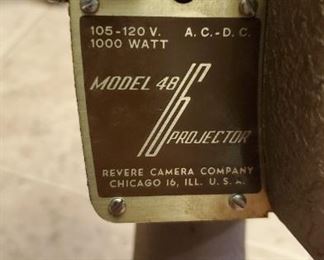 105-120 V. A.C.-D.C.
1000 WATT
MODEL 48
16
PROJECTOR
REVERE CAMERA COMPANY
CHICAGO 16, ILL. U. S. A.